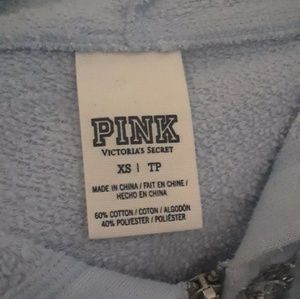 PINK
VICTORIA'S SECRET
XS | TP
MADE IN CHINA / FAIT EN CHINE /
HECHO EN CHINA
60% COTTON / COTON / ALGODÓN
40% POLYESTER / POLIÉSTER